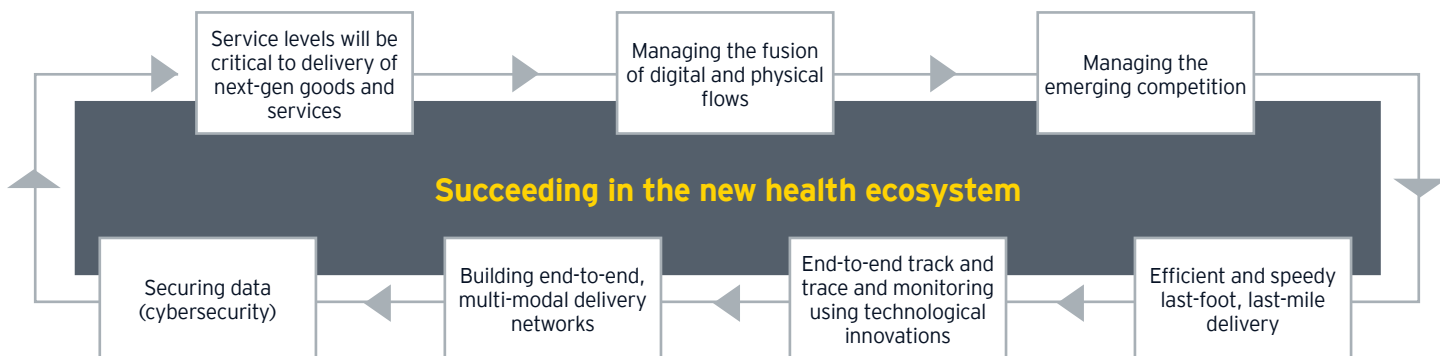 Service levels will be
critical to delivery of
next-gen goods and
services
Managing the fusion
of digital and physical
flows
Managing the
emerging competition
Succeeding in the new health ecosystem
Securing data
(cybersecurity)
Building end-to-end,
multi-modal delivery
networks
End-to-end track and
trace and monitoring
using technological
innovations
Efficient and speedy
last-foot, last-mile
delivery